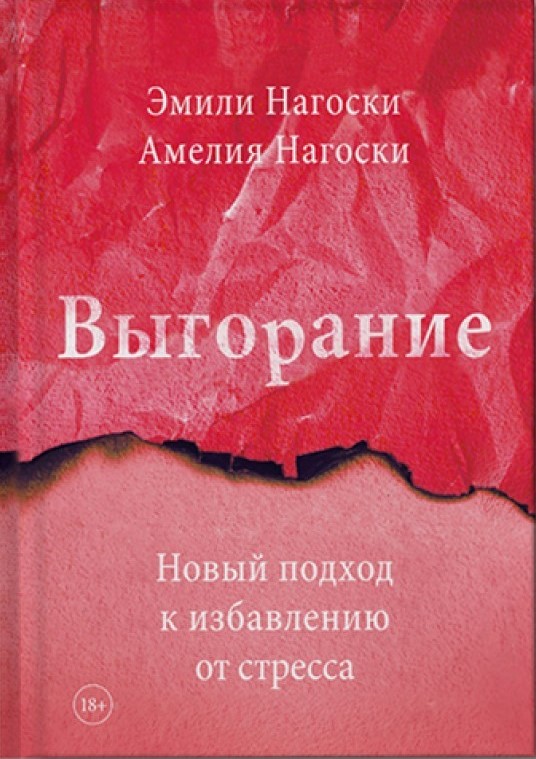 Эмили Нагоски
Амелия Нагоски
Выгорание
Новый подход
к избавлению
от стресса
18+